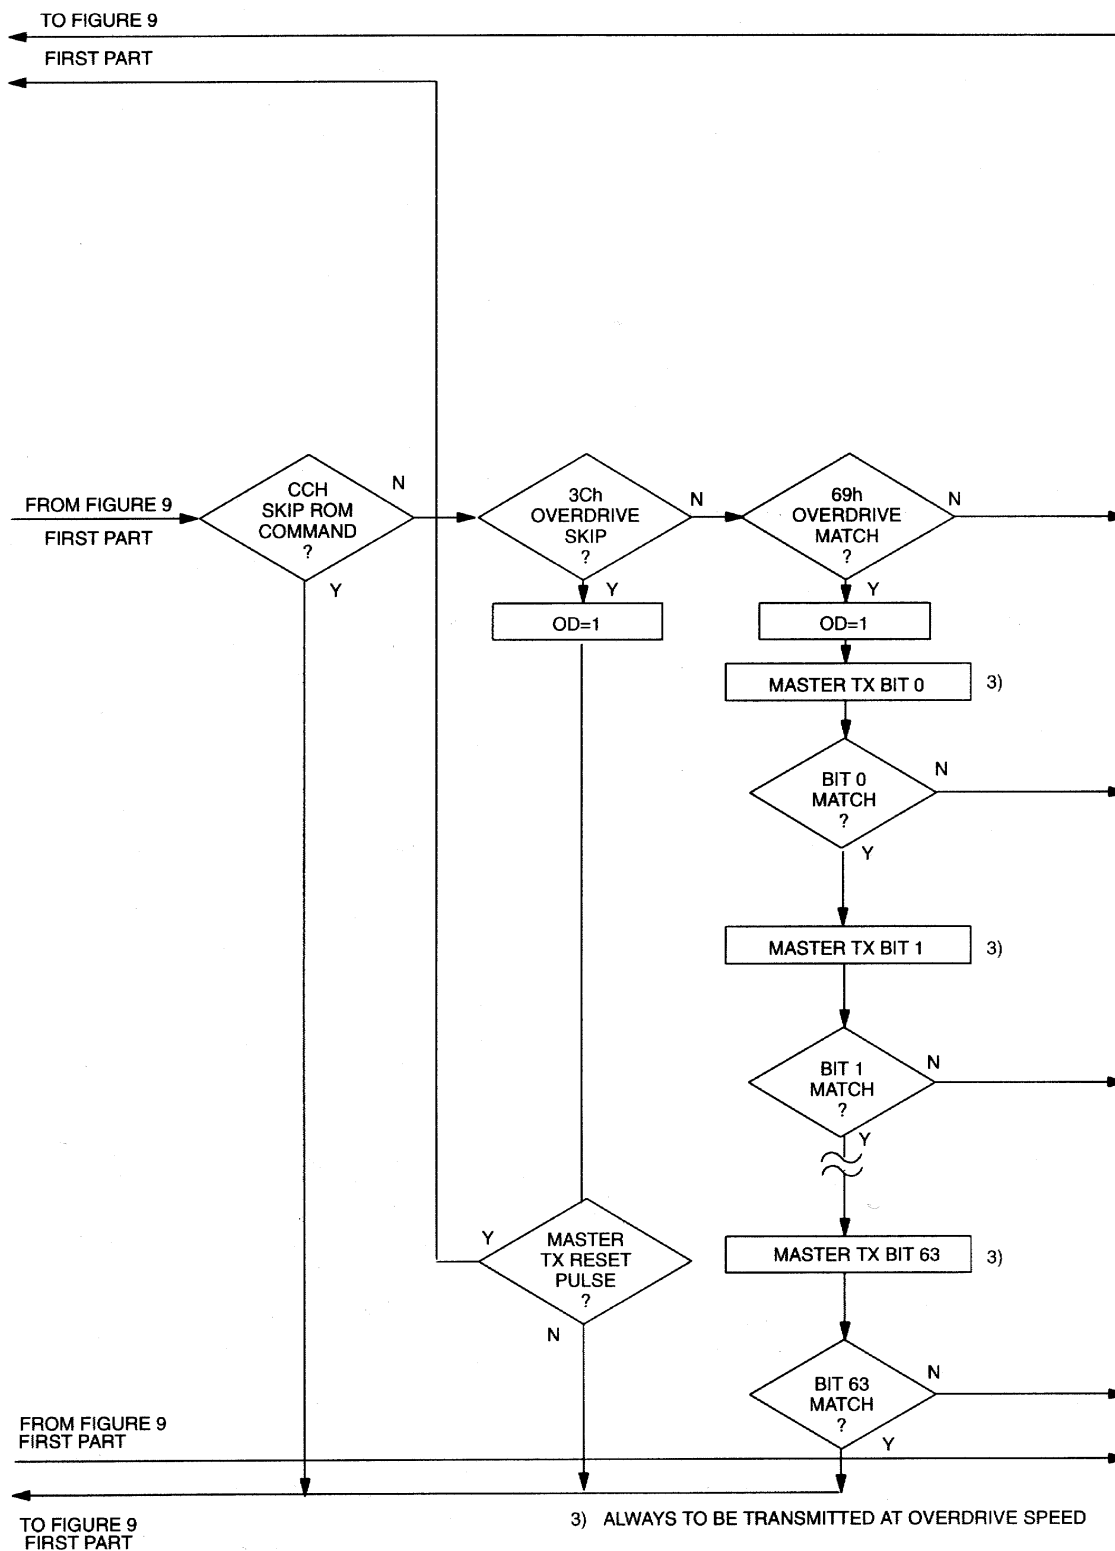 TO FIGURE 9
FIRST PART
FROM FIGURE 9
FIRST PART
CCH
SKIP ROM
COMMAND
?
N
Y
3Ch
OVERDRIVE
SKIP
?
N
Y
OD=1
69h
OVERDRIVE
MATCH
?
N
Y
OD=1
MASTER TX BIT 0
3)
BIT 0
MATCH
?
N
Y
MASTER TX BIT 1
3)
BIT 1
MATCH
?
N
Y
MASTER TX BIT 63
3)
BIT 63
MATCH
?
N
Y
Y
MASTER
TX RESET
PULSE
?
N
FROM FIGURE 9
FIRST PART
TO FIGURE 9
FIRST PART
3) ALWAYS TO BE TRANSMITTED AT OVERDRIVE SPEED